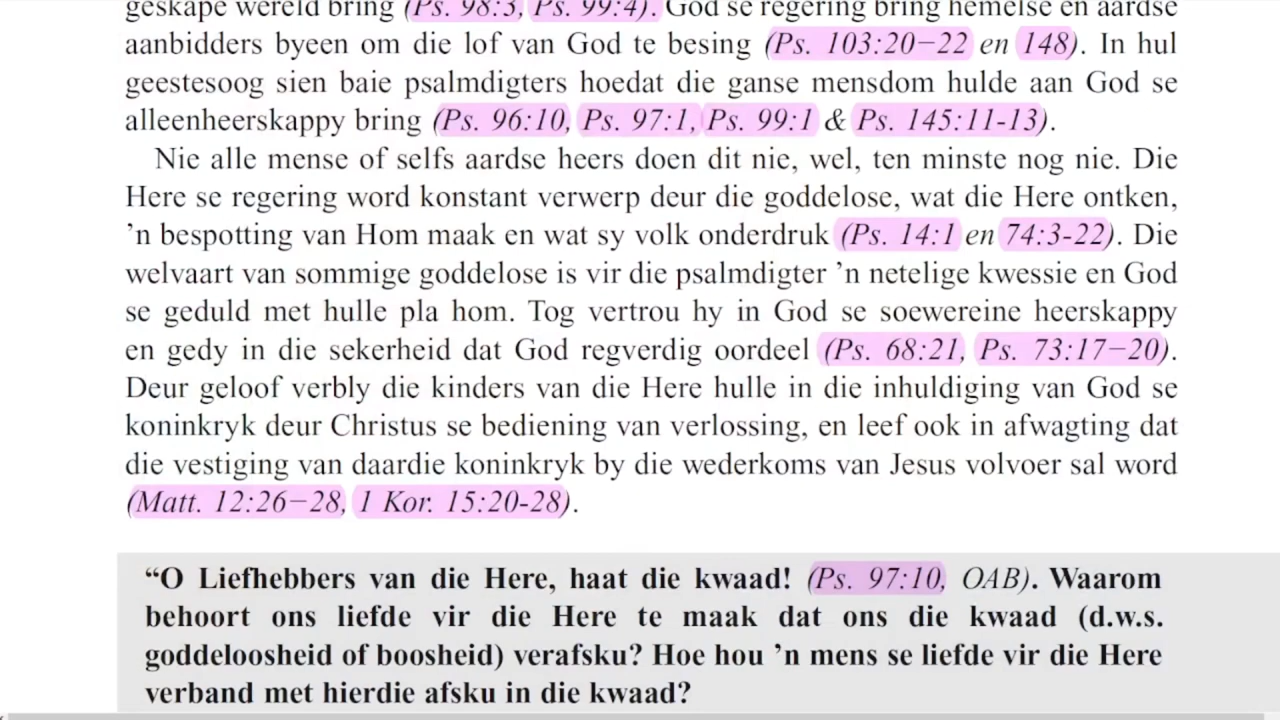 geskape wêreld bring (Ps. 98:3, Ps. 99:4). God se regering bring hemelse en aardse
aanbidders byeen om die lof van God te besing (Ps. 103:20–22 en 148). In hul
geestesoog sien baie psalmdigters hoedat die ganse mensdom hulde aan God se
alleenheerskappy bring (Ps. 96:10, Ps. 97:1, Ps. 99:1 & Ps. 145:11-13).
Nie alle mense of selfs aardse heers doen dit nie, wel, ten minste nog nie. Die
Here se regering word konstant verwerp deur die goddelose, wat die Here ontken,
’n bespotting van Hom maak en wat sy volk onderdruk (Ps. 14:1 en 74:3-22). Die
welvaart van sommige goddelose is vir die psalmdigter ’n netelige kwessie en God
se geduld met hulle pla hom. Tog vertrou hy in God se soewereine heerskappy
en gedy in die sekerheid dat God regverdig oordeel (Ps. 68:21, Ps. 73:17–20).
Deur geloof verbly die kinders van die Here hulle in die inhuldiging van God se
koninkryk deur Christus se bediening van verlossing, en leef ook in afwagting dat
die vestiging van daardie koninkryk by die wederkoms van Jesus volvoer sal word
(Matt. 12:26–28, 1 Kor. 15:20-28).
“O Liefhebbers van die Here, haat die kwaad! (Ps. 97:10, OAB). Waarom
behoort ons liefde vir die Here te maak dat ons die kwaad (d.w.s.
goddeloosheid of boosheid) verafsku? Hoe hou ’n mens se liefde vir die Here
verband met hierdie afsku in die kwaad?